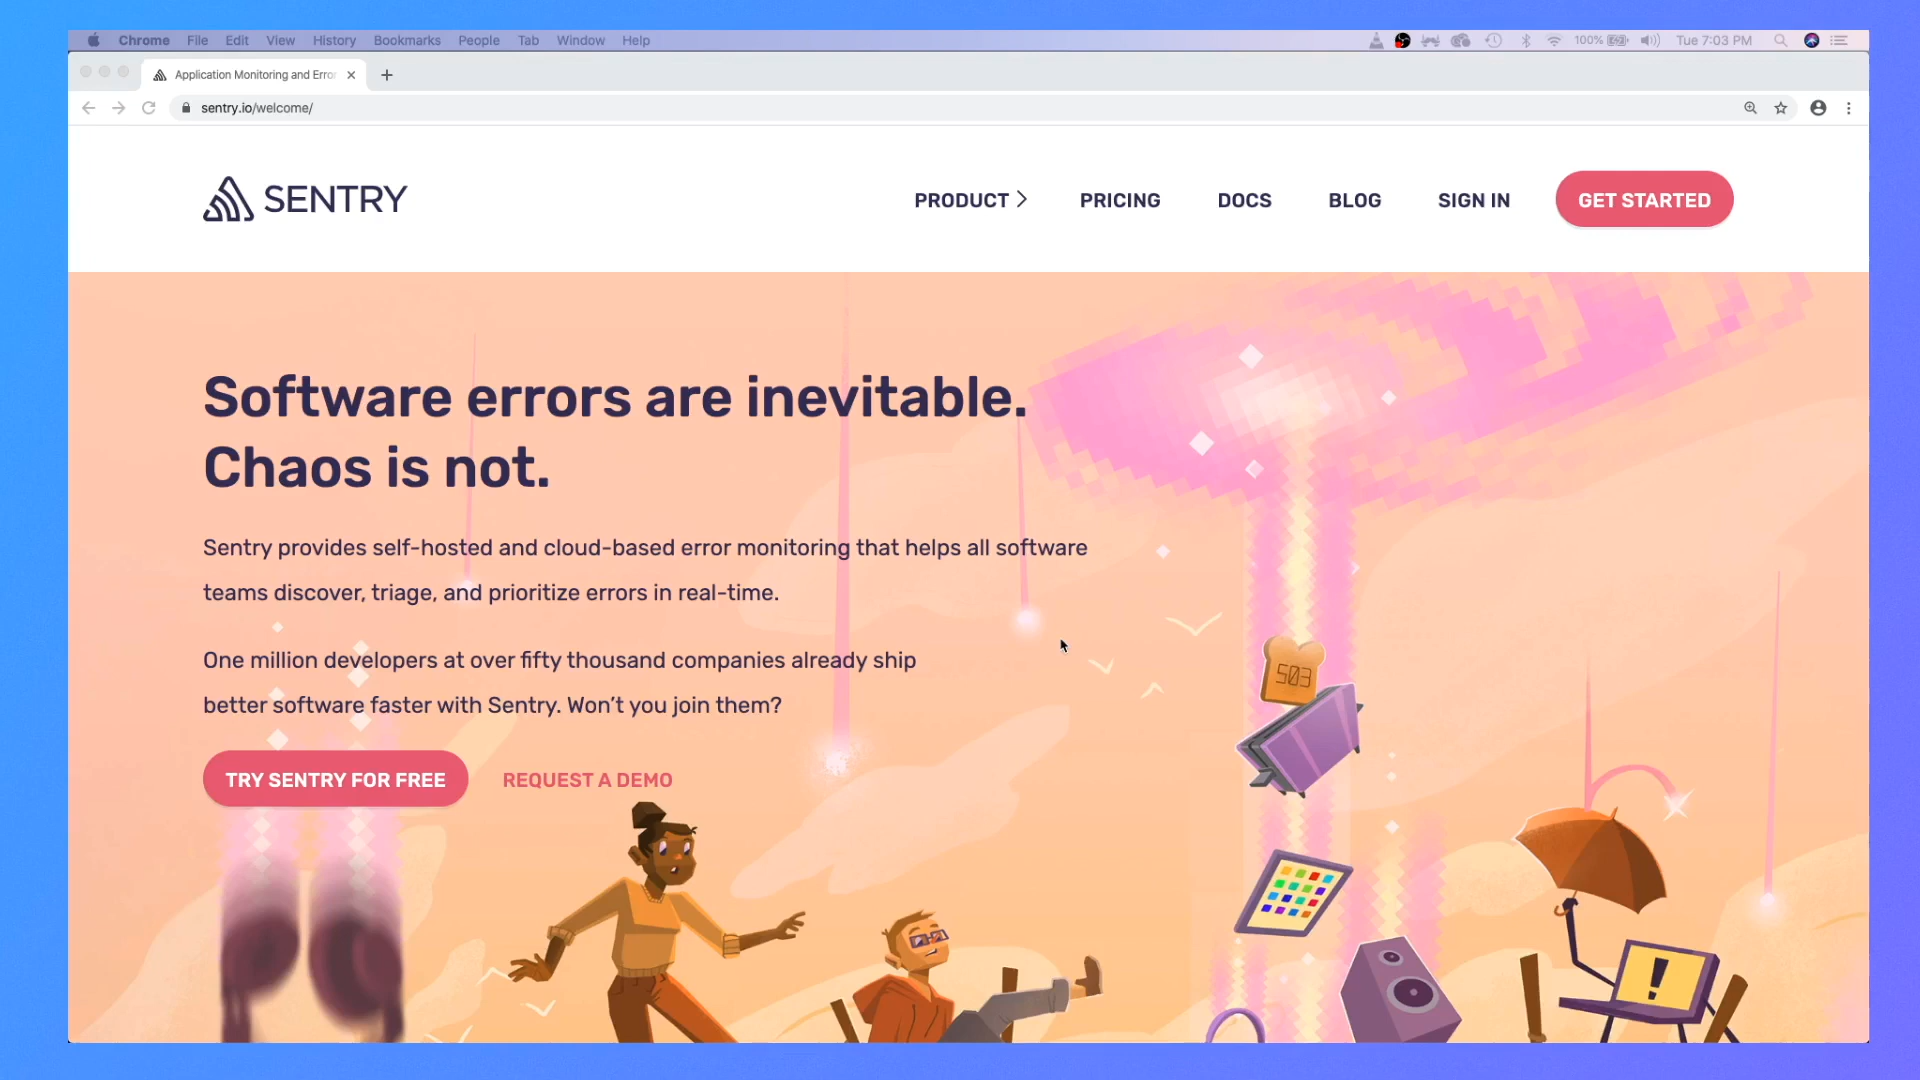 Chrome File Edit View History Bookmarks People Tab Window Help 100% Tue 7:03 PM
Application Monitoring and Erro
sentry.io/welcome/
SENTRY
PRODUCT PRICING DOCS BLOG SIGN IN GET STARTED
Software errors are inevitable.
Chaos is not.
Sentry provides self-hosted and cloud-based error monitoring that helps all software
teams discover, triage, and prioritize errors in real-time.
One million developers at over fifty thousand companies already ship
better software faster with Sentry. Won’t you join them?
503
TRY SENTRY FOR FREE REQUEST A DEMO
!